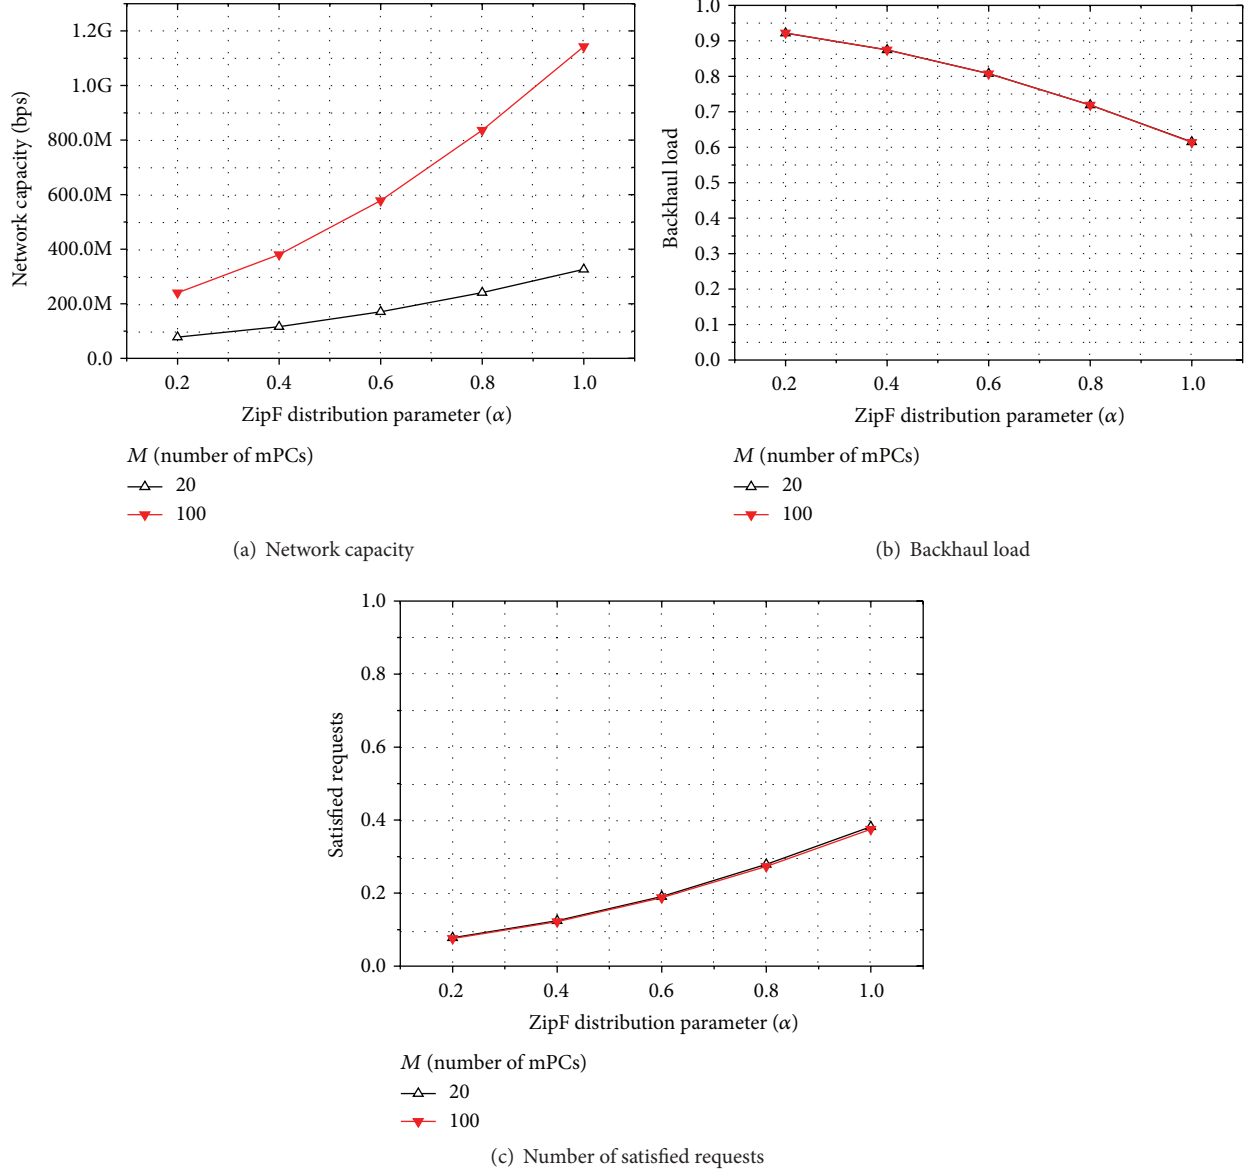 1.2G
1.0G
800.0M
600.0M
400.0M
200.0M
0.0
Network capacity (bps)
0.2 0.4 0.6 0.8 1.0
ZipF distribution parameter (α)
M (number of mPCs)
20
100
(a) Network capacity
1.0
0.9
0.8
0.7
0.6
0.5
0.4
0.3
0.2
0.1
0.0
Backhaul load
0.2 0.4 0.6 0.8 1.0
ZipF distribution parameter (α)
M (number of mPCs)
20
100
(b) Backhaul load
1.0
0.8
0.6
0.4
0.2
0.0
Satisfied requests
0.2 0.4 0.6 0.8 1.0
ZipF distribution parameter (α)
M (number of mPCs)
20
100
(c) Number of satisfied requests